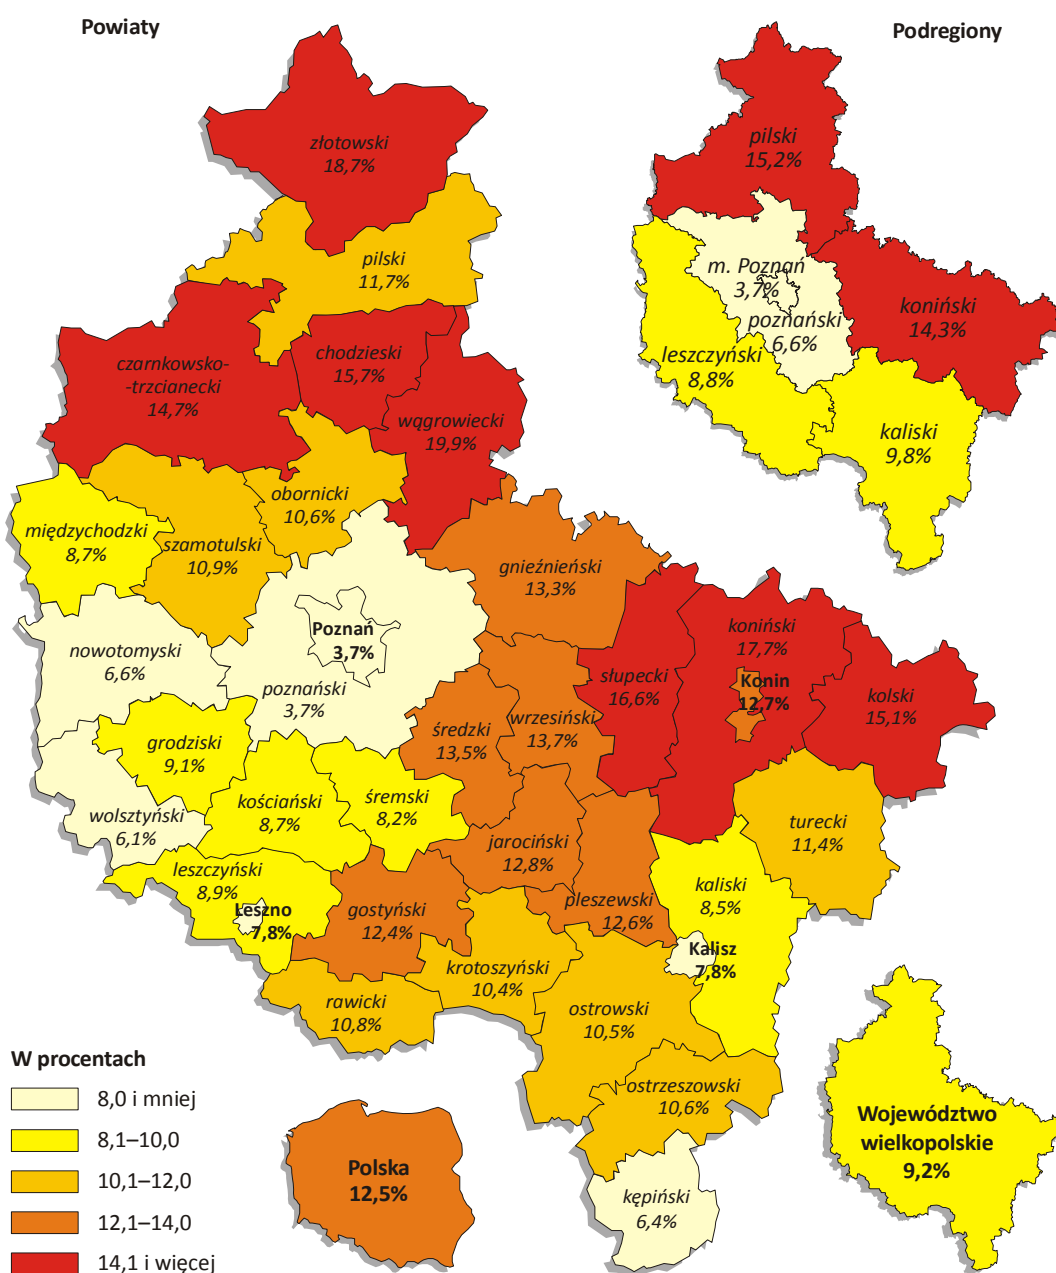 Powiaty
Podregiony
złotowski
18,7%
pilski
11,7%
czarnkowsko-
-trzcianecki
14,7%
chodzieski
15,7%
wągrowiecki
19,9%
obornicki
10,6%
międzychodzki
8,7%
szamotulski
10,9%
gnieźnieński
13,3%
nowotomyski
6,6%
Poznań
3,7%
poznański
3,7%
słupecki
16,6%
koniński
17,7%
Konin
12,7%
kolski
15,1%
średzki
13,5%
wrzesiński
13,7%
grodziski
9,1%
wolsztyński
6,1%
kościański
8,7%
śremski
8,2%
jarociński
12,8%
turecki
11,4%
leszczyński
8,9%
Leszno
7,8%
gostyński
12,4%
pleszewski
12,6%
kaliski
8,5%
Kalisz
7,8%
krotoszyński
10,4%
rawicki
10,8%
ostrowski
10,5%
ostrzeszowski
10,6%
kępiński
6,4%
pilski
15,2%
m. Poznań
3,7%
poznański
6,6%
koniński
14,3%
leszczyński
8,8%
kaliski
9,8%
W procentach
8,0 i mniej
8,1–10,0
10,1–12,0
12,1–14,0
14,1 i więcej
Polska
12,5%
Województwo
wielkopolskie
9,2%